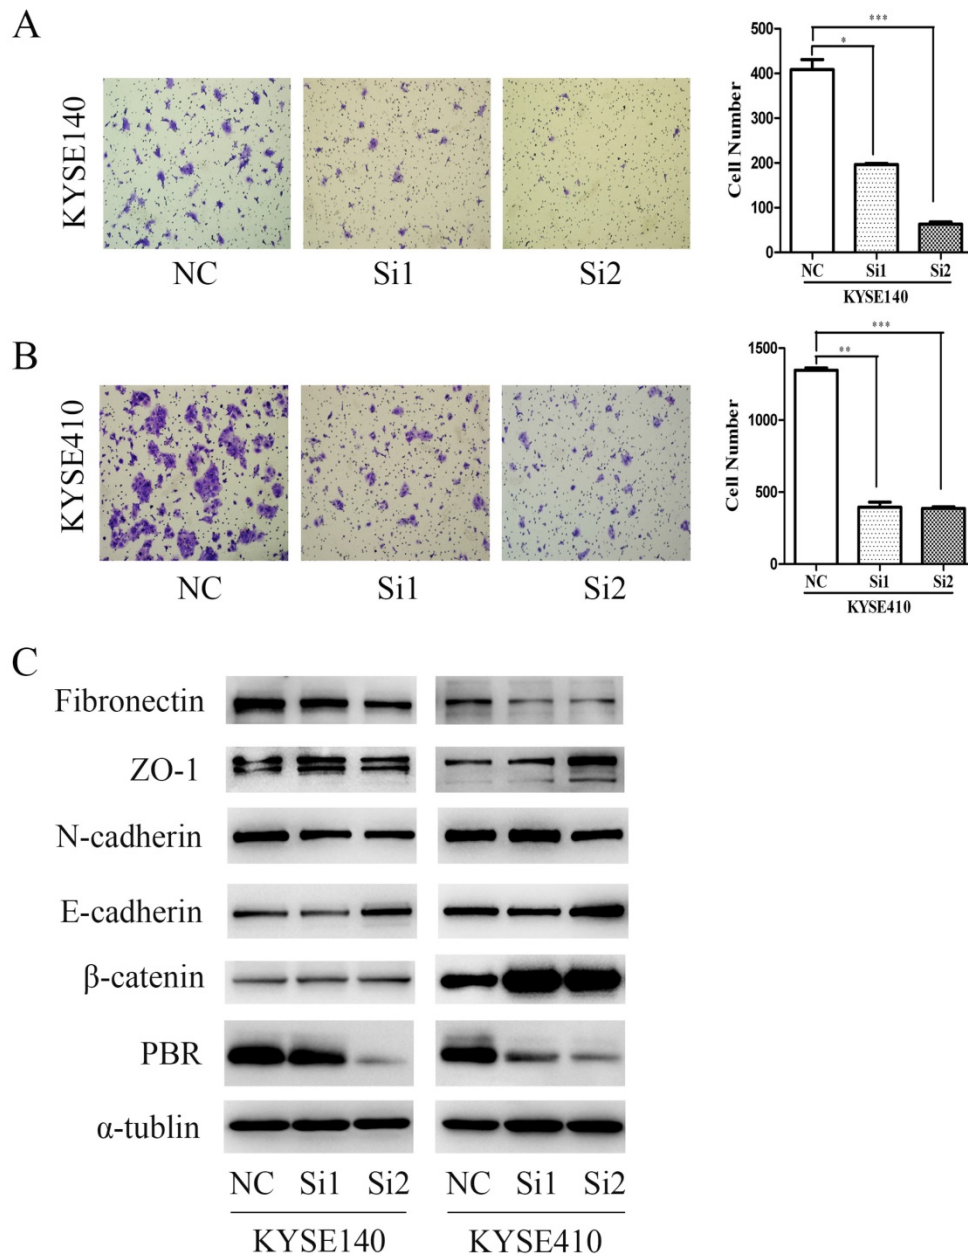 A
KYSE140
NC
Si1
Si2
Cell Number
500
400
300
200
100
0
***
*
NC
Si1
Si2
KYSE140
B
KYSE410
NC
Si1
Si2
Cell Number
1500
1000
500
0
***
**
NC
Si1
Si2
KYSE410
C
Fibronectin
ZO-1
N-cadherin
E-cadherin
β-catenin
PBR
α-tublin
NC Si1 Si2 NC Si1 Si2
KYSE140 KYSE410